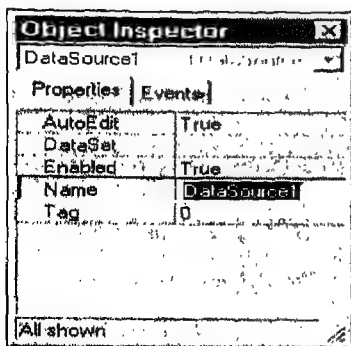 Object Inspector
DataSource1
Properties Events
AutoEdit True
DataSet
Enabled True
Name DataSource1
Tag 0
All shown